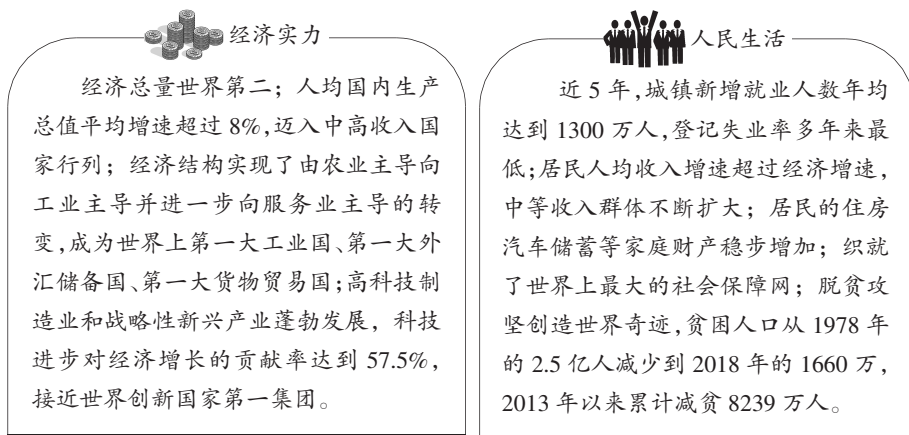 经济实力
经济总量世界第二；人均国内生产
总值平均增速超过8%,迈入中高收入国
家行列；经济结构实现了由农业主导向
工业主导并进一步向服务业主导的转
变,成为世界上第一大工业国、第一大外
汇储备国、第一大货物贸易国;高科技制
造业和战略性新兴产业蓬勃发展，科技
进步对经济增长的贡献率达到57.5%,
接近世界创新国家第一集团。
人民生活
近5年,城镇新增就业人数年均
达到1300万人,登记失业率多年来最
低;居民人均收入增速超过经济增速,
中等收入群体不断扩大；居民的住房
汽车储蓄等家庭财产稳步增加；织就
了世界上最大的社会保障网；脱贫攻
坚创造世界奇迹,贫困人口从1978年
的2.5亿人减少到2018年的1660万,
2013年以来累计减贫8239万人。